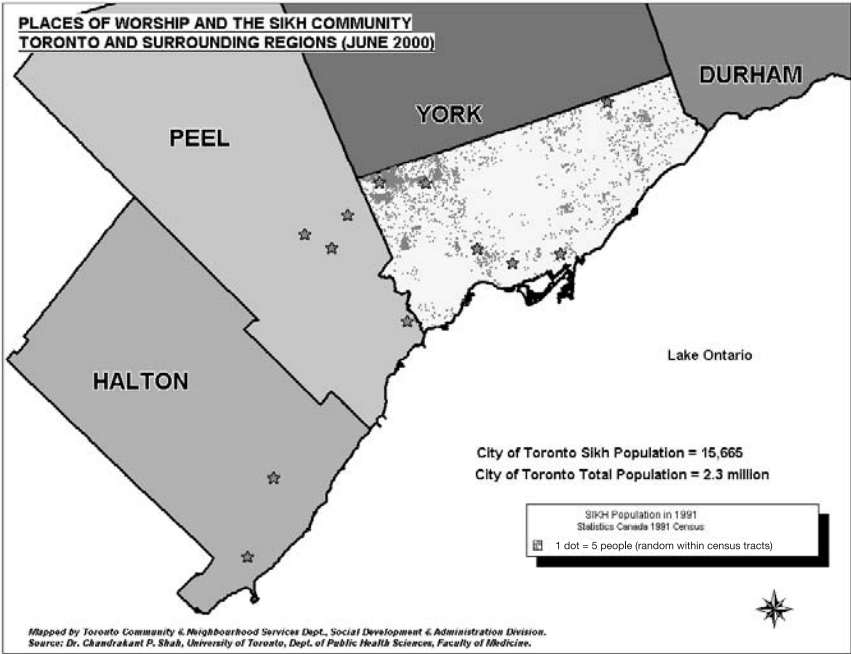 PLACES OF WORSHIP AND THE SIKH COMMUNITY
TORONTO AND SURROUNDING REGIONS (JUNE 2000)
DURHAM
YORK
PEEL
Lake Ontario
HALTON
City of Toronto Sikh Population = 15,665
City of Toronto Total Population = 2.3 million
SIKH Population in 1991
Statistics Canada 1991 Census
1 dot = 5 people (random within census tracts)
Mapped by Toronto Community & Neighbourhood Services Dept., Social Development & Administration Division.
Source: Dr. Chandrakant P. Shah, University of Toronto, Dept. of Public Health Sciences, Faculty of Medicine.